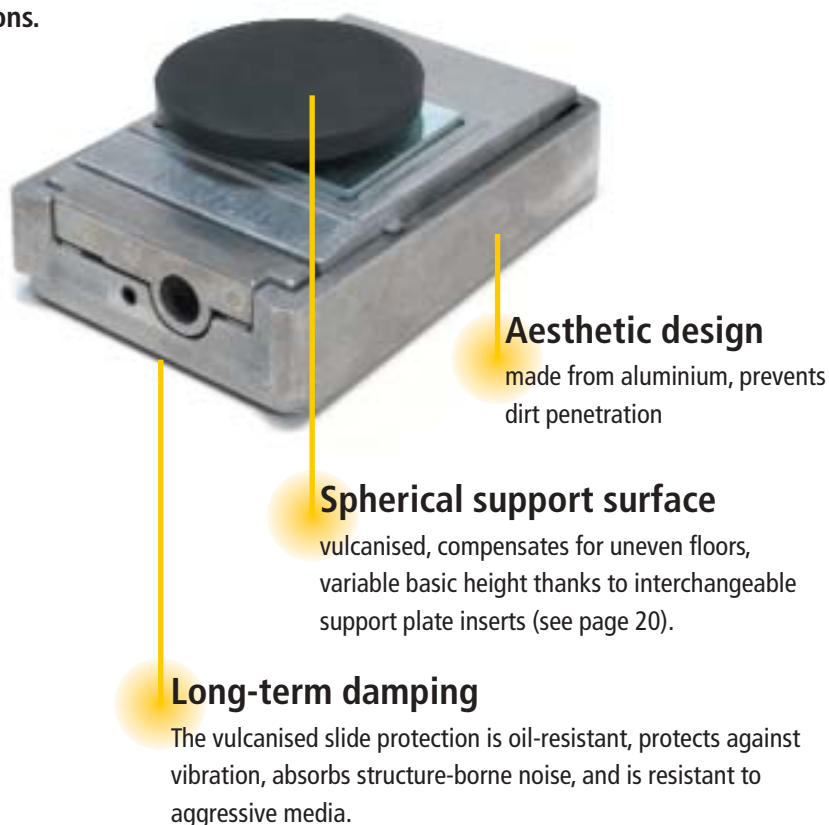 ons.
Aesthetic design
made from aluminium, prevents
dirt penetration
Spherical support surface
vulcanised, compensates for uneven floors,
variable basic height thanks to interchangeable
support plate inserts (see page 20).
Long-term damping
The vulcanised slide protection is oil-resistant, protects against
vibration, absorbs structure-borne noise, and is resistant to
aggressive media.